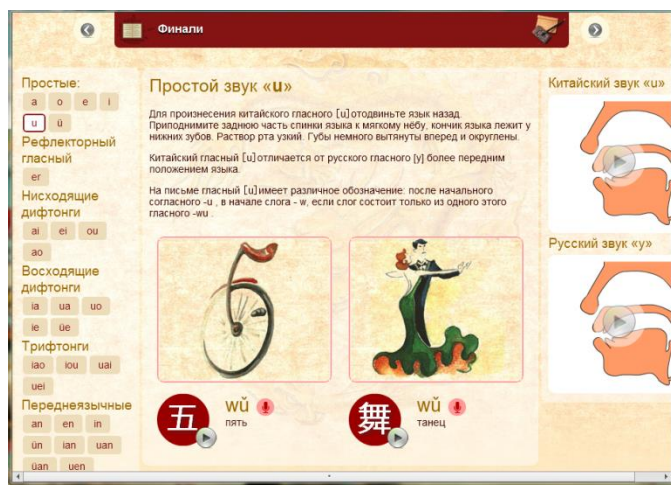 Финали
Простые:
a o e i
u ü
Рефлекторный
гласный
er
Нисходящие
дифтонги
ai ei ou
ao
Восходящие
дифтонги
ia ua uo
ie üe
Трифтонги
iao iou uai
uei
Переднеязычные
an en in
ün ian uan
üan uen
Простой звук «u»
Для произнесения китайского гласного [u]отодвиньте язык назад.
Приподнимите заднюю часть спинки языка к мягкому нёбу, кончик языка лежит у
нижних зубов. Раствор рта узкий. Губы немного вытянуты вперед и округлены.
Китайский гласный [u]отличается от русского гласного [у] более передним
положением языка.
На письме гласный [u]имеет различное обозначение: после начального
согласного -u , в начале слога - w, если слог состоит только из одного этого
гласного -wu .
五
wǔ
пять
舞
wǔ
танец
Китайский звук «u»
Русский звук «у»